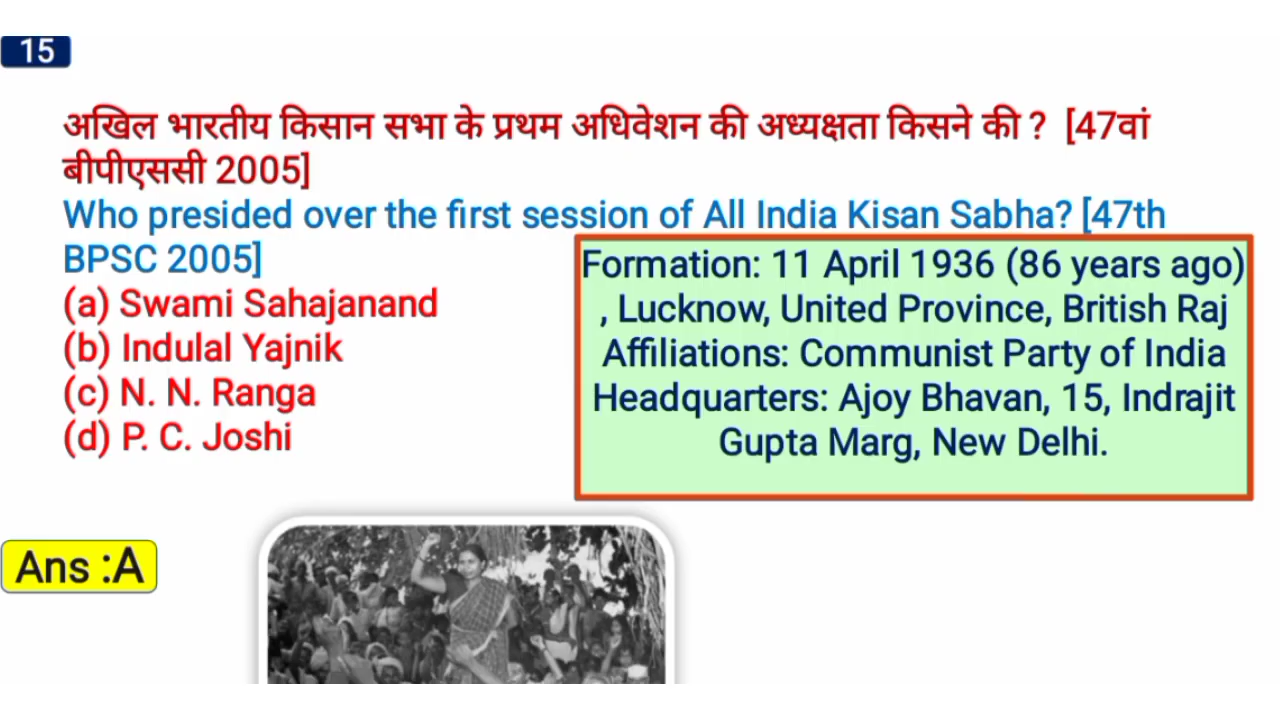 15
अखिल भारतीय किसान सभा के प्रथम अधिवेशन की अध्यक्षता किसने की ? [47वां
बीपीएससी 2005]
Who presided over the first session of All India Kisan Sabha? [47th
BPSC 2005]
(a) Swami Sahajanand
(b) Indulal Yajnik
(c) N. N. Ranga
(d) P. C. Joshi
Formation: 11 April 1936 (86 years ago)
, Lucknow, United Province, British Raj
Affiliations: Communist Party of India
Headquarters: Ajoy Bhavan, 15, Indrajit
Gupta Marg, New Delhi.
Ans :A